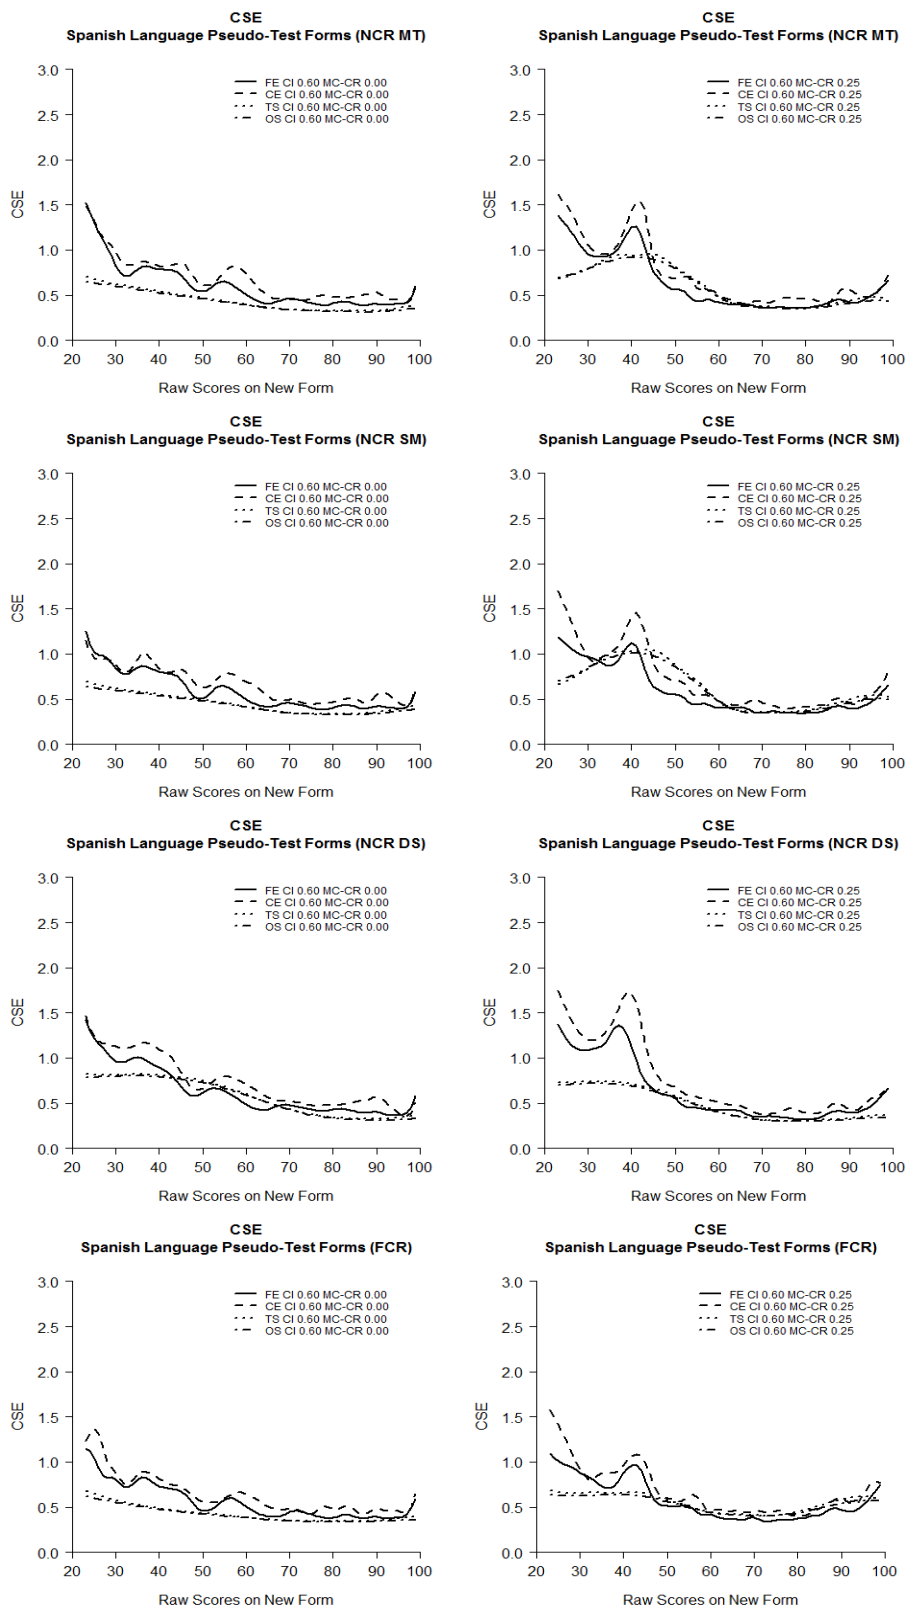 CSE
Spanish Language Pseudo-Test Forms (NCR MT)
3.0
2.5
2.0
1.5
1.0
0.5
0.0
CSE
FE CI 0.60 MC-CR 0.00
CE CI 0.60 MC-CR 0.00
TS CI 0.60 MC-CR 0.00
OS CI 0.60 MC-CR 0.00
20 30 40 50 60 70 80 90 100
Raw Scores on New Form
CSE
Spanish Language Pseudo-Test Forms (NCR MT)
3.0
2.5
2.0
1.5
1.0
0.5
0.0
CSE
FE CI 0.60 MC-CR 0.25
CE CI 0.60 MC-CR 0.25
TS CI 0.60 MC-CR 0.25
OS CI 0.60 MC-CR 0.25
20 30 40 50 60 70 80 90 100
Raw Scores on New Form
CSE
Spanish Language Pseudo-Test Forms (NCR SM)
3.0
2.5
2.0
1.5
1.0
0.5
0.0
CSE
FE CI 0.60 MC-CR 0.00
CE CI 0.60 MC-CR 0.00
TS CI 0.60 MC-CR 0.00
OS CI 0.60 MC-CR 0.00
20 30 40 50 60 70 80 90 100
Raw Scores on New Form
CSE
Spanish Language Pseudo-Test Forms (NCR SM)
3.0
2.5
2.0
1.5
1.0
0.5
0.0
CSE
FE CI 0.60 MC-CR 0.25
CE CI 0.60 MC-CR 0.25
TS CI 0.60 MC-CR 0.25
OS CI 0.60 MC-CR 0.25
20 30 40 50 60 70 80 90 100
Raw Scores on New Form
CSE
Spanish Language Pseudo-Test Forms (NCR DS)
3.0
2.5
2.0
1.5
1.0
0.5
0.0
CSE
FE CI 0.60 MC-CR 0.00
CE CI 0.60 MC-CR 0.00
TS CI 0.60 MC-CR 0.00
OS CI 0.60 MC-CR 0.00
20 30 40 50 60 70 80 90 100
Raw Scores on New Form
CSE
Spanish Language Pseudo-Test Forms (NCR DS)
3.0
2.5
2.0
1.5
1.0
0.5
0.0
CSE
FE CI 0.60 MC-CR 0.25
CE CI 0.60 MC-CR 0.25
TS CI 0.60 MC-CR 0.25
OS CI 0.60 MC-CR 0.25
20 30 40 50 60 70 80 90 100
Raw Scores on New Form
CSE
Spanish Language Pseudo-Test Forms (FCR)
3.0
2.5
2.0
1.5
1.0
0.5
0.0
CSE
FE CI 0.60 MC-CR 0.00
CE CI 0.60 MC-CR 0.00
TS CI 0.60 MC-CR 0.00
OS CI 0.60 MC-CR 0.00
20 30 40 50 60 70 80 90 100
Raw Scores on New Form
CSE
Spanish Language Pseudo-Test Forms (FCR)
3.0
2.5
2.0
1.5
1.0
0.5
0.0
CSE
FE CI 0.60 MC-CR 0.25
CE CI 0.60 MC-CR 0.25
TS CI 0.60 MC-CR 0.25
OS CI 0.60 MC-CR 0.25
20 30 40 50 60 70 80 90 100
Raw Scores on New Form